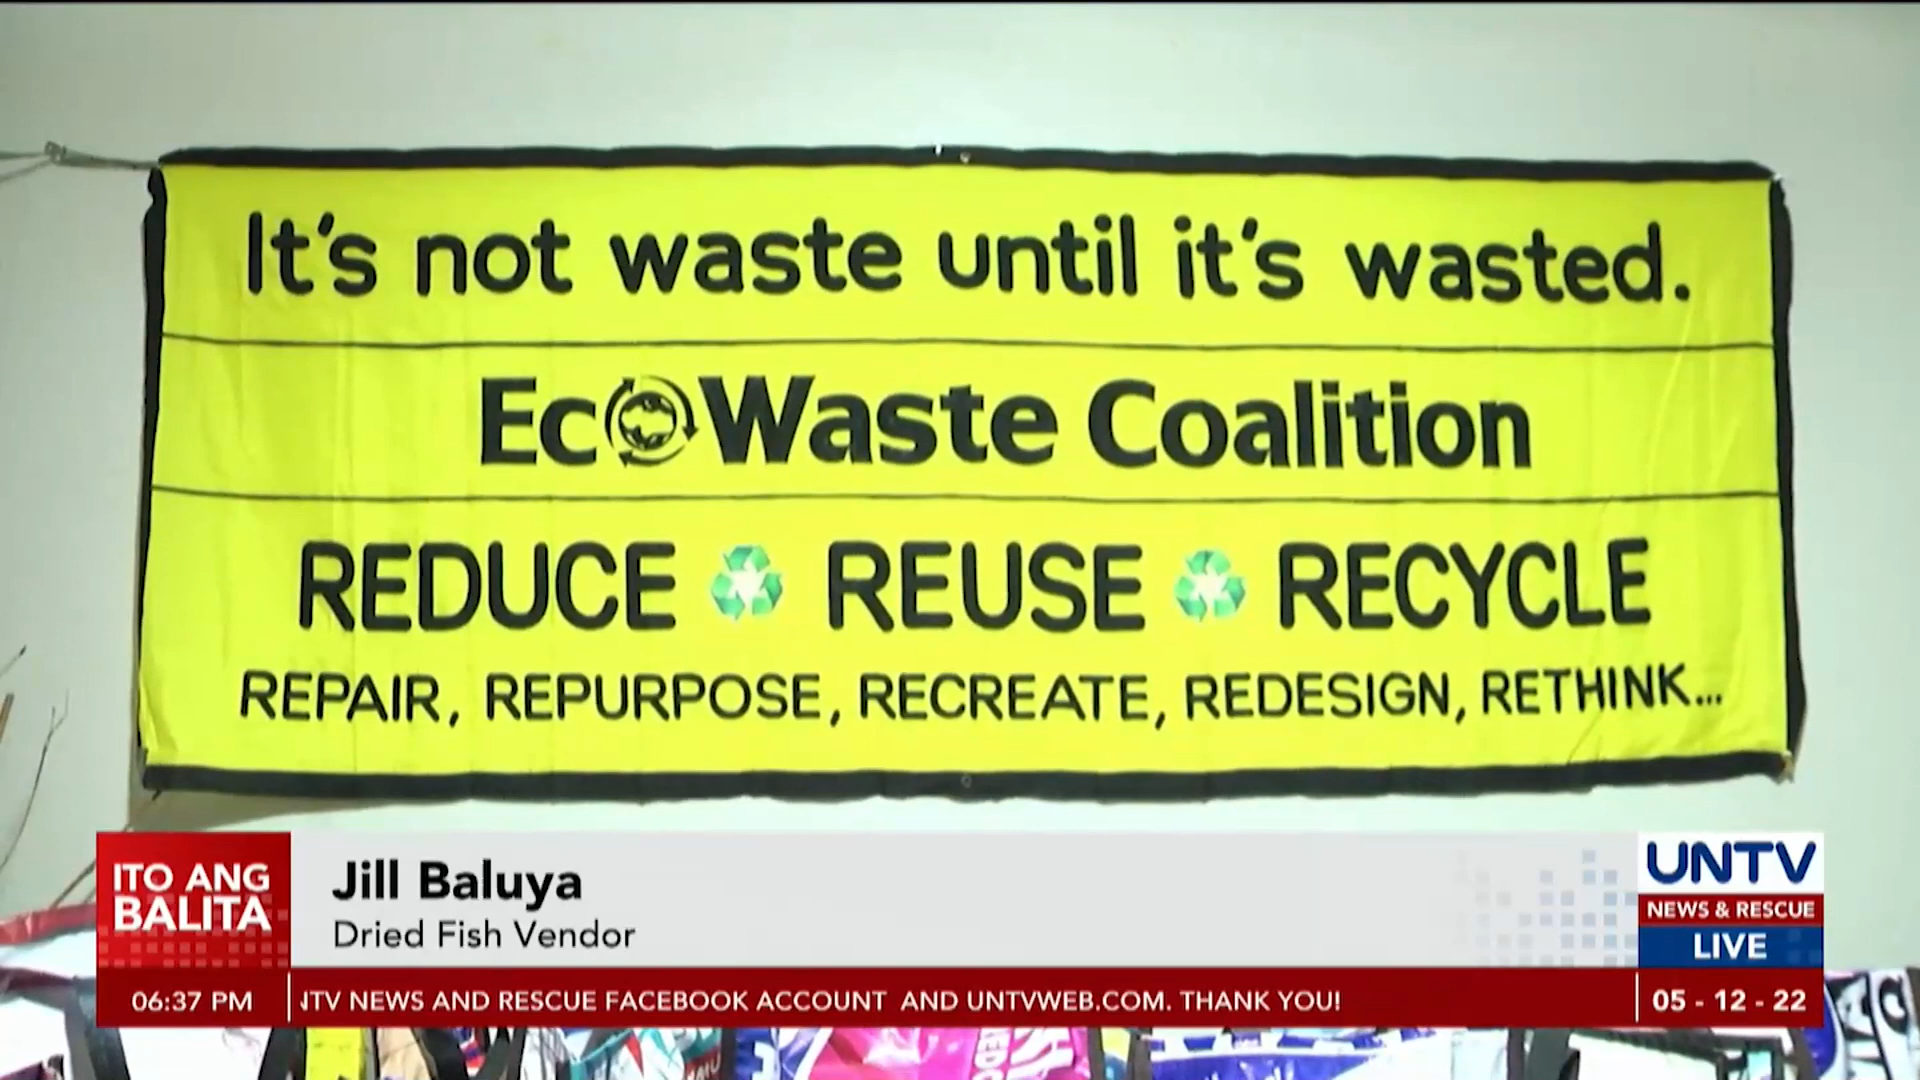 It's not waste until it's wasted.
EcoWaste Coalition
REDUCE REUSE RECYCLE
REPAIR, REPURPOSE, RECREATE, REDESIGN, RETHINK...
ITO ANG
BALITA
Jill Baluya
Dried Fish Vendor
UNTV
NEWS & RESCUE
LIVE
06:37 PM
TV NEWS AND RESCUE FACEBOOK ACCOUNT AND UNTVWEB.COM. THANK YOU!
05 - 12 - 22